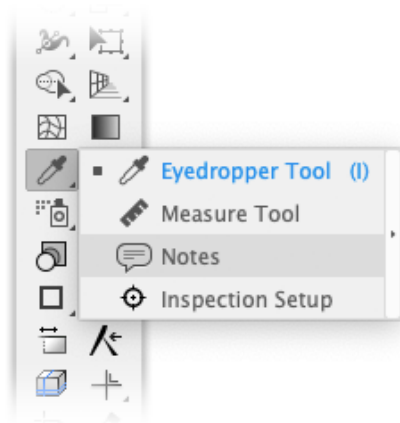 Eyedropper Tool (I)
Measure Tool
Notes
Inspection Setup